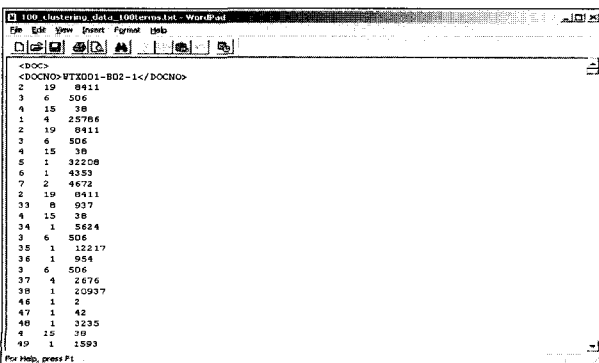 100_clustering_data_100terms.txt - WordPad
File Edit View Insert Format Help
<DOC>
<DOCNO>WTX001-B02-1</DOCNO>
2 19 8411
3 6 506
4 15 38
1 4 25786
2 19 8411
3 6 506
4 15 38
5 1 32208
6 1 4353
7 2 4672
2 19 8411
33 8 937
4 15 38
34 1 5624
3 6 506
35 1 12217
36 1 954
3 6 506
37 4 2676
38 1 20937
46 1 2
47 1 42
48 1 3235
4 15 38
49 1 1593
For Help, press F1